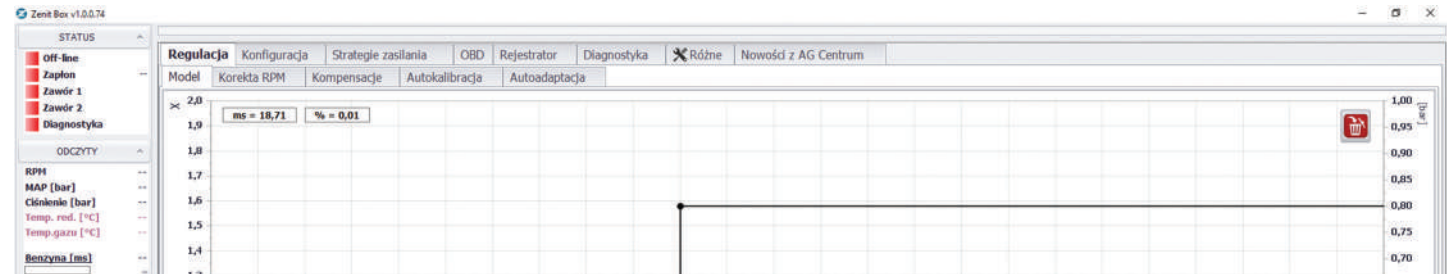 Zenit Box v1.0.0.74
STATUS
Off-line
Zapłon --
Zawór 1
Zawór 2
Diagnostyka
ODCZYTY
RPM --
MAP [bar] --
Ciśnienie [bar] --
Temp. red. [°C] --
Temp.gazu [°C] --
Benzyna [ms] --
Regulacja Konfiguracja Strategie zasilania OBD Rejestrator Diagnostyka Różne Nowości z AG Centrum
Model Korekta RPM Kompensacje Autokalibracja Autoadaptacja
ms = 18,71 % = 0,01
2,0
1,9
1,8
1,7
1,6
1,5
1,4
1,00
0,95
0,90
0,85
0,80
0,75
0,70
[bar]